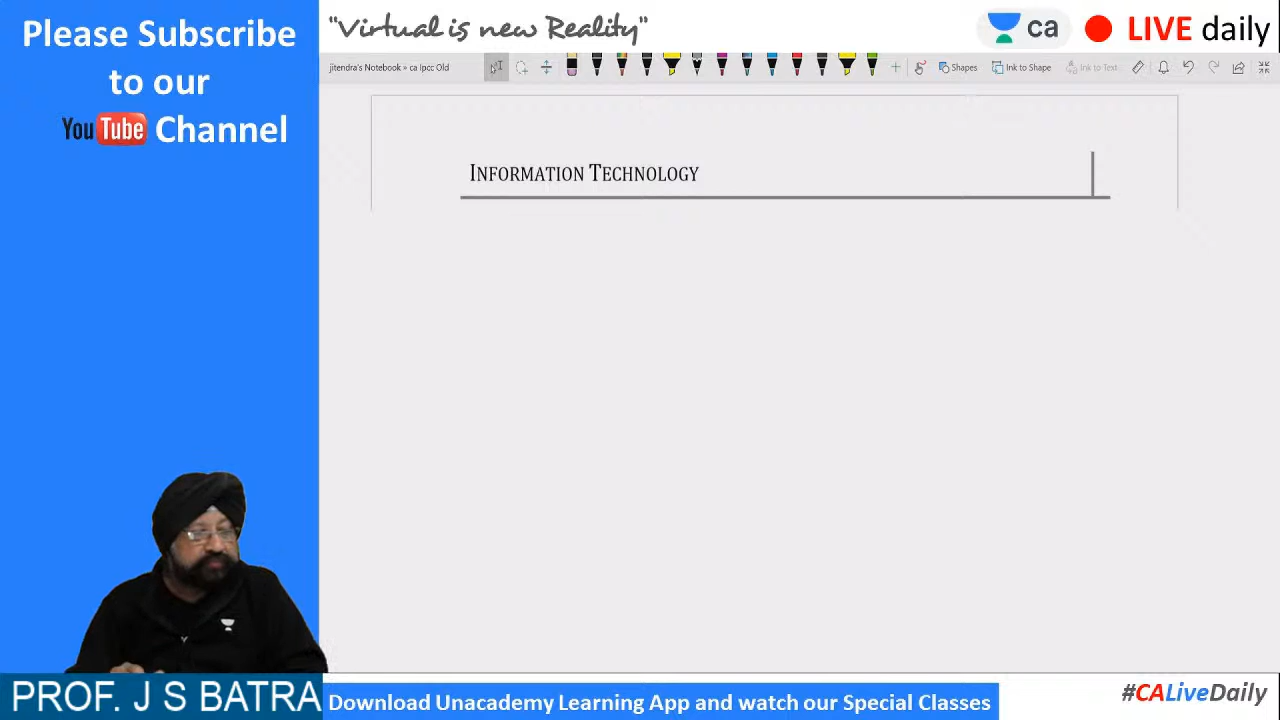 Please Subscribe
to our
YouTube Channel
"Virtual is new Reality"
ca LIVE daily
jitendra's Notebook » ca Ipcc Old
Shapes Ink to Shape Ink to Text
INFORMATION TECHNOLOGY
PROF. J S BATRA
Download Unacademy Learning App and watch our Special Classes
#CALiveDaily